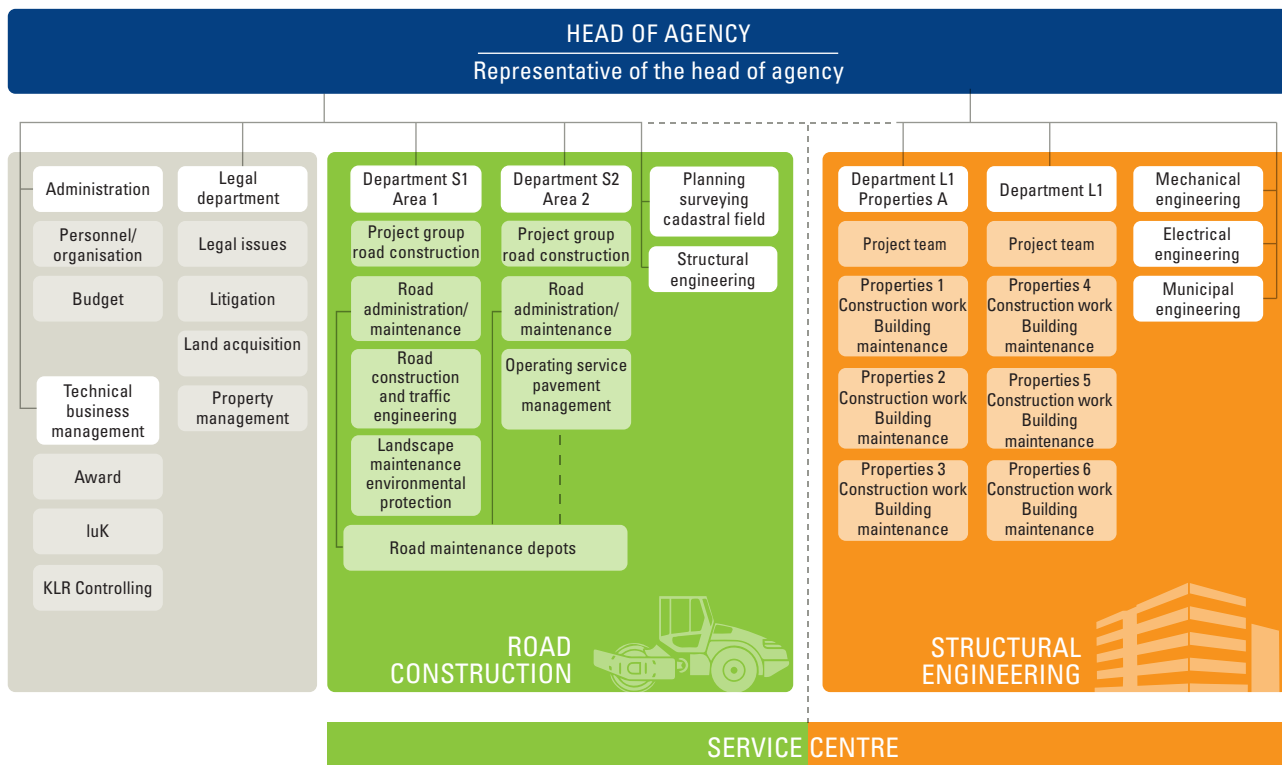 HEAD OF AGENCY
Representative of the head of agency
Administration
Personnel/
organisation
Budget
Technical
business
management
Award
IuK
KLR Controlling
Legal
department
Legal issues
Litigation
Land acquisition
Property
management
Department S1
Area 1
Project group
road construction
Road
administration/
maintenance
Road
construction
and traffic
engineering
Landscape
maintenance
environmental
protection
Department S2
Area 2
Project group
road construction
Road
administration/
maintenance
Operating service
pavement
management
Road maintenance depots
Planning
surveying
cadastral field
Structural
engineering
ROAD
CONSTRUCTION
Department L1
Properties A
Project team
Properties 1
Construction work
Building
maintenance
Properties 2
Construction work
Building
maintenance
Properties 3
Construction work
Building
maintenance
Department L1
Project team
Properties 4
Construction work
Building
maintenance
Properties 5
Construction work
Building
maintenance
Properties 6
Construction work
Building
maintenance
Mechanical
engineering
Electrical
engineering
Municipal
engineering
STRUCTURAL
ENGINEERING
SERVICE CENTRE